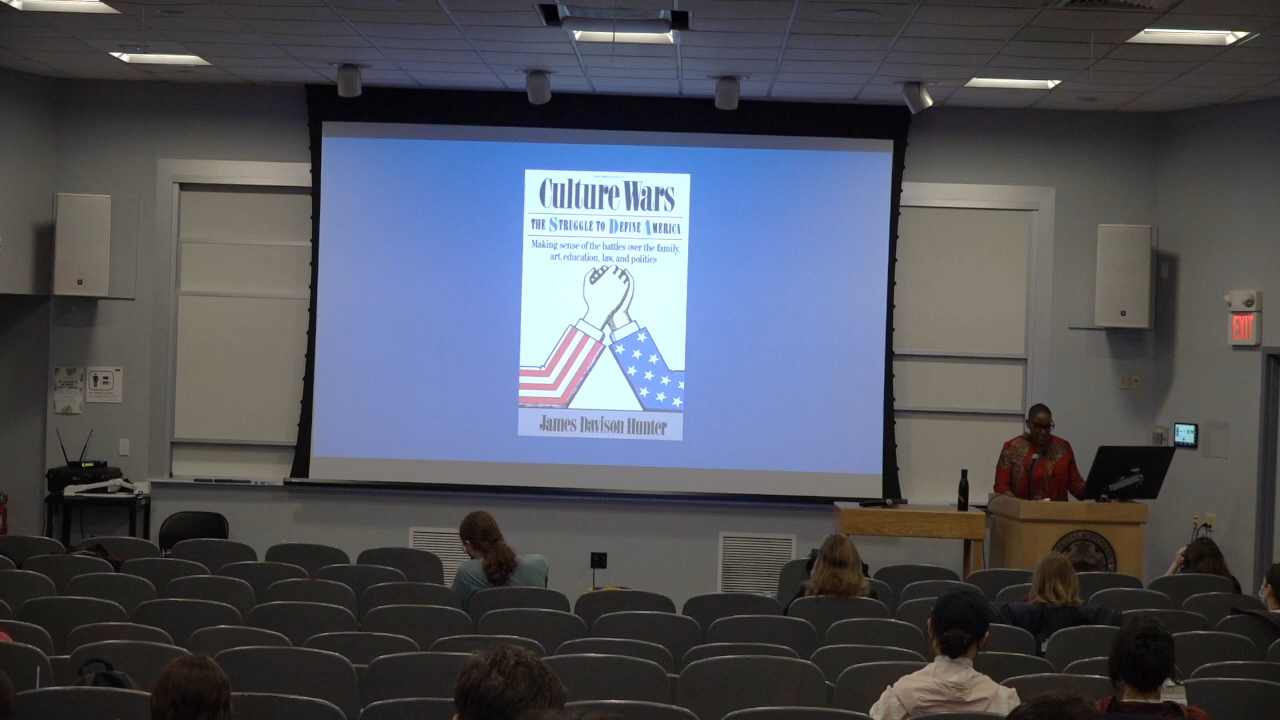 Culture Wars
THE STRUGGLE TO DEFINE AMERICA
Making sense of the battles over the family,
art, education, law, and politics
James Davison Hunter
EXIT